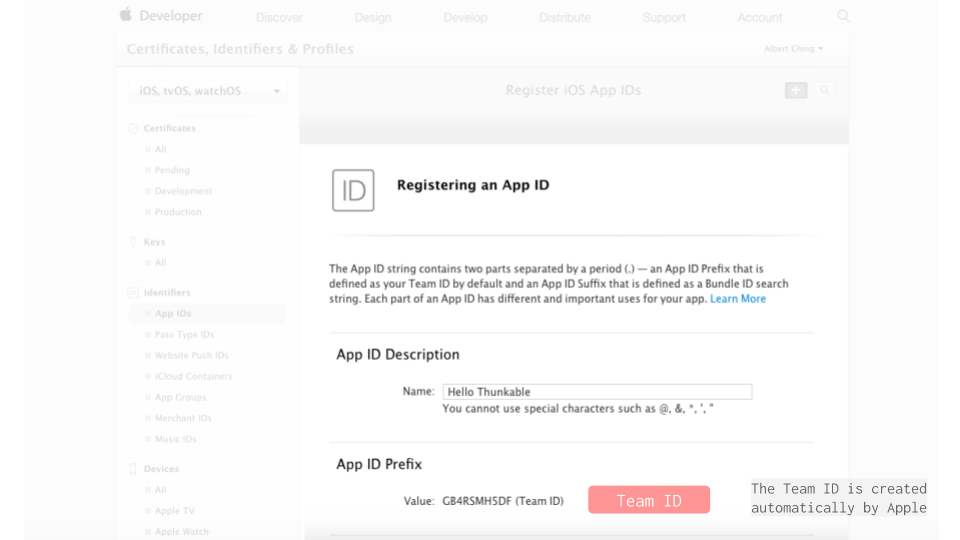 Developer
Discover
Design
Develop
Distribute
Support
Account
Certificates, Identifiers & Profiles
Albert Ching
iOS, tvOS, watchOS
Register iOS App IDs
Certificates
All
Pending
Development
Production
Keys
All
Identifiers
App IDs
Pass Type IDs
Website Push IDs
iCloud Containers
App Groups
Merchant IDs
Music IDs
Devices
All
Apple TV
Apple Watch
ID
Registering an App ID
The App ID string contains two parts separated by a period (.) — an App ID Prefix that is
defined as your Team ID by default and an App ID Suffix that is defined as a Bundle ID search
string. Each part of an App ID has different and important uses for your app. Learn More
App ID Description
Name: Hello Thunkable
You cannot use special characters such as @, &, *, ', "
App ID Prefix
Value: GB4RSMH5DF (Team ID)
Team ID
The Team ID is created
automatically by Apple